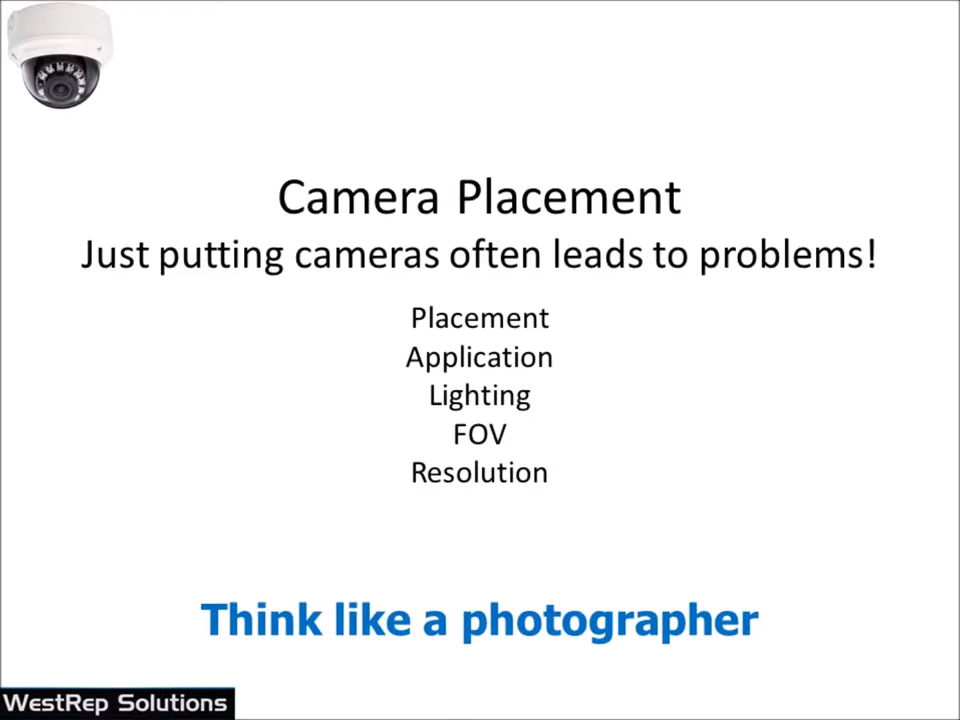 Camera Placement
Just putting cameras often leads to problems!
Placement
Application
Lighting
FOV
Resolution
Think like a photographer
WestRep Solutions